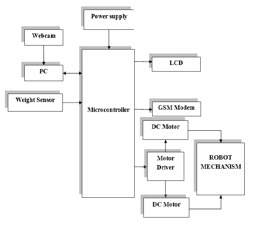 Power supply
Webcam
PC
Weight Sensor
Microcontroller
LCD
GSM Modem
DC Motor
Motor
Driver
ROBOT
MECHANISM
DC Motor